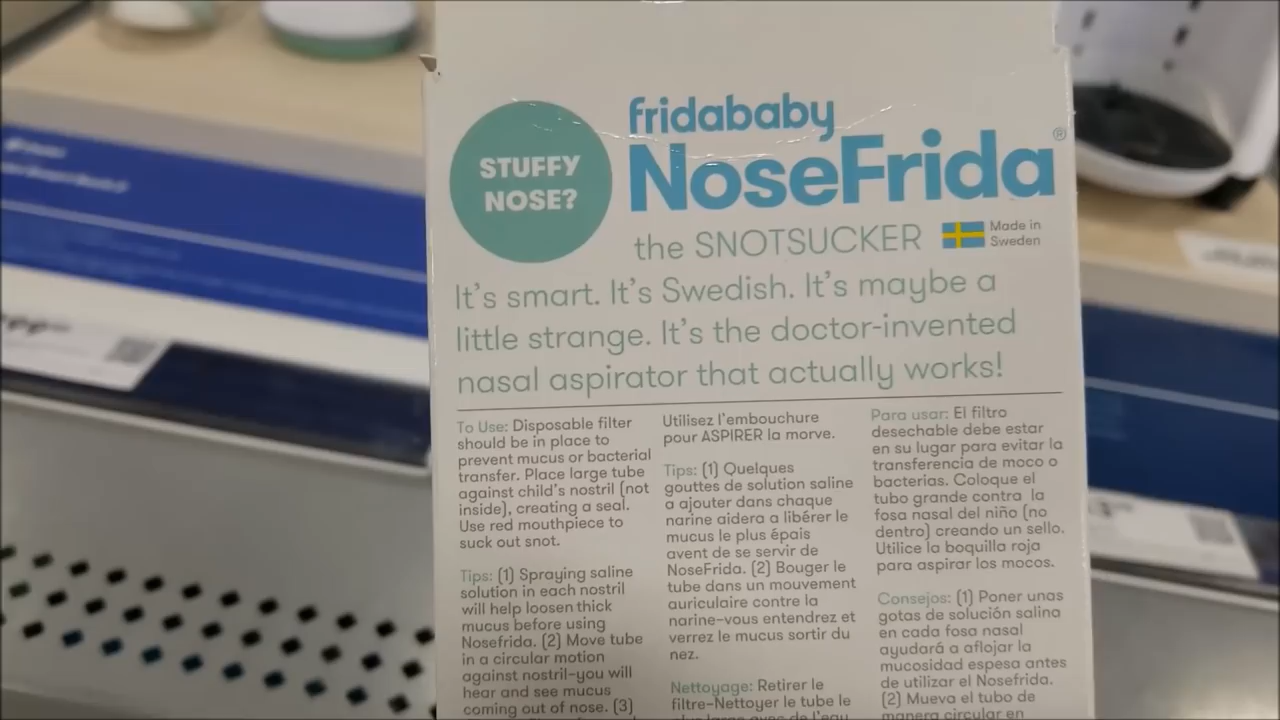 STUFFY
NOSE?
fridababy
NoseFrida®
the SNOTSUCKER
Made in
Sweden
It's smart. It's Swedish. It's maybe a
little strange. It's the doctor-invented
nasal aspirator that actually works!
To Use: Disposable filter
should be in place to
prevent mucus or bacterial
transfer. Place large tube
against child's nostril (not
inside), creating a seal.
Use red mouthpiece to
suck out snot.
Tips: (1) Spraying saline
solution in each nostril
will help loosen thick
mucus before using
Nosefrida. (2) Move tube
in a circular motion
against nostril–you will
hear and see mucus
coming out of nose. (3)
Utilisez l'embouchure
pour ASPIRER la morve.
Tips: (1) Quelques
gouttes de solution saline
a ajouter dans chaque
narine aidera a libérer le
mucus le plus épais
avent de se servir de
NoseFrida. (2) Bouger le
tube dans un mouvement
auriculaire contre la
narine–vous entendrez et
verrez le mucus sortir du
nez.
Nettoyage: Retirer le
filtre–Nettoyer le tube le
plus large avec de l'eau
Para usar: El filtro
desechable debe estar
en su lugar para evitar la
transferencia de moco o
bacterias. Coloque el
tubo grande contra la
fosa nasal del niño (no
dentro) creando un sello.
Utilice la boquilla roja
para aspirar los mocos.
Consejos: (1) Poner unas
gotas de solución salina
en cada fosa nasal
ayudará a aflojar la
mucosidad espesa antes
de utilizar el Nosefrida.
(2) Mueva el tubo de
manera circular en